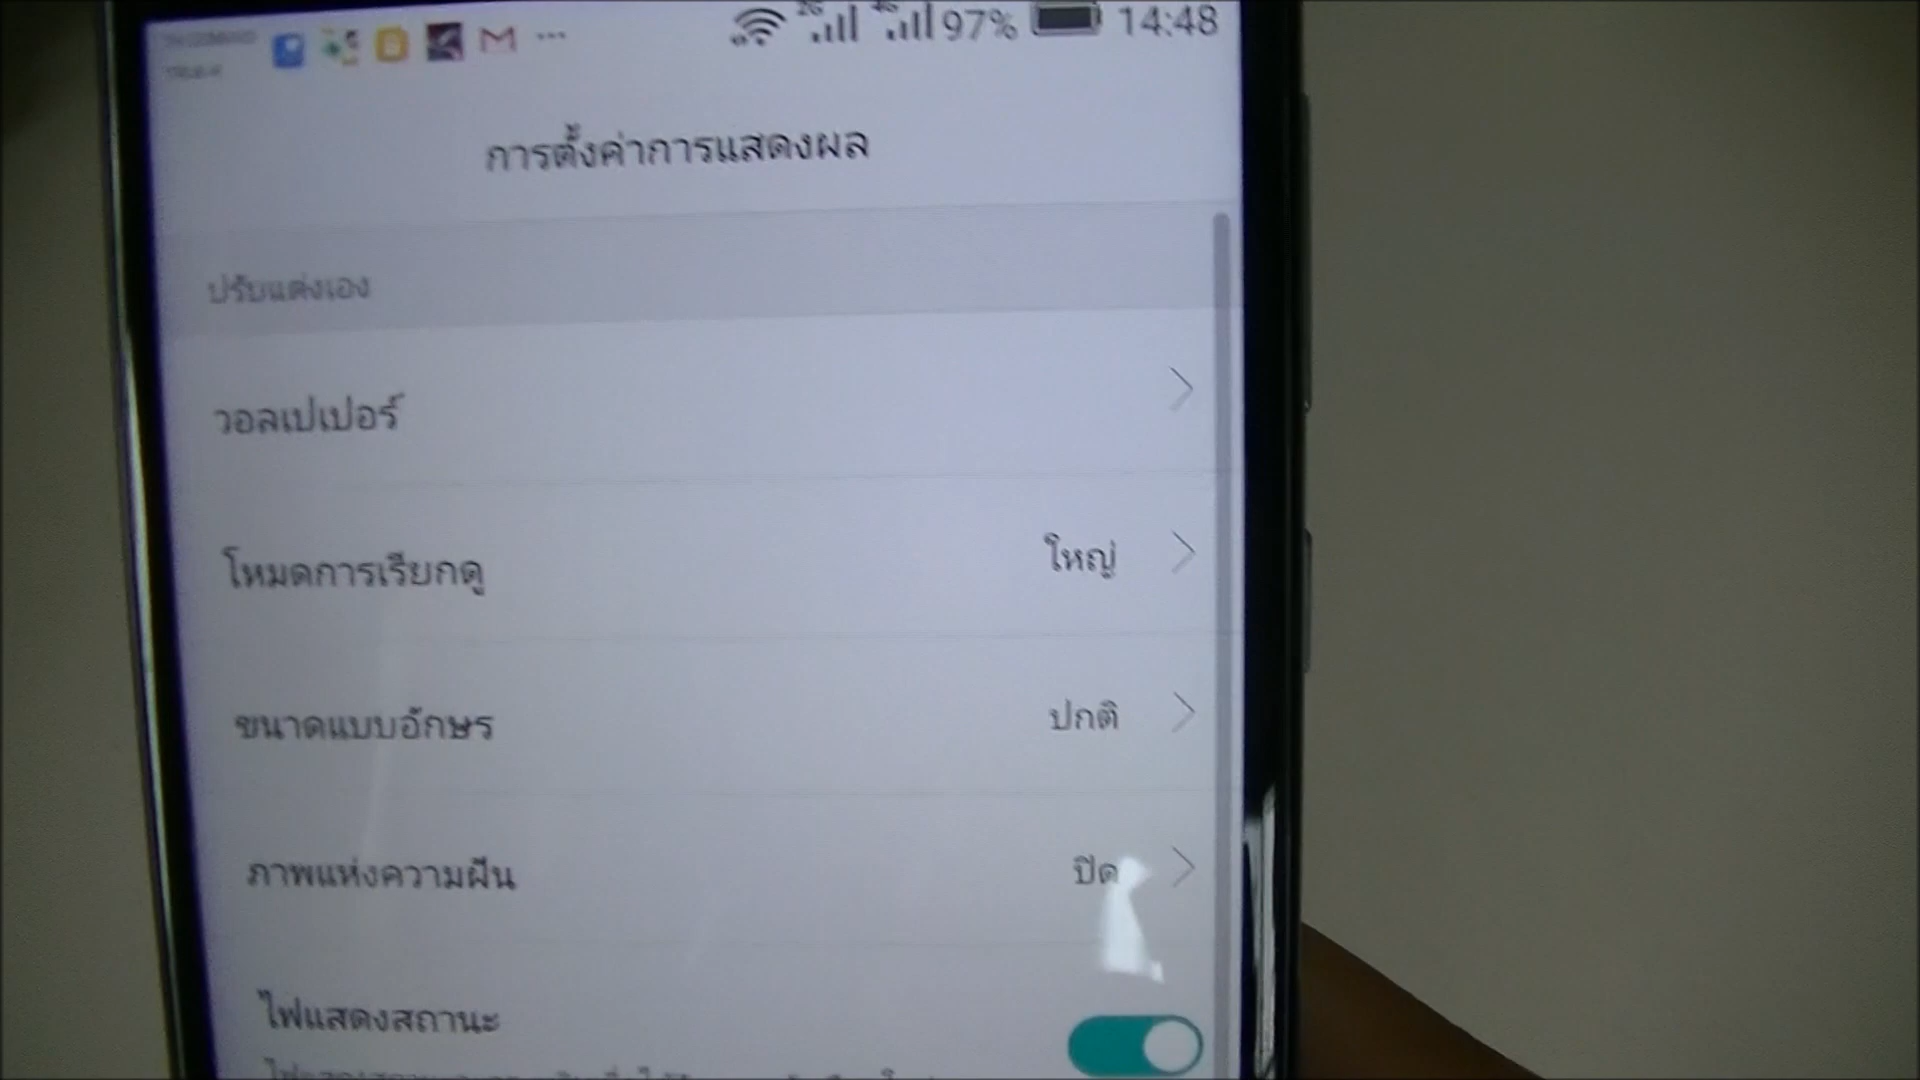 2G 4G 97% 14:48
การตั้งค่าการแสดงผล
ปรับแต่งเอง
วอลเปเปอร์
โหมดการเรียกดู ใหญ่
ขนาดแบบอักษร ปกติ
ภาพแห่งความฝัน ปิด
ไฟแสดงสถานะ